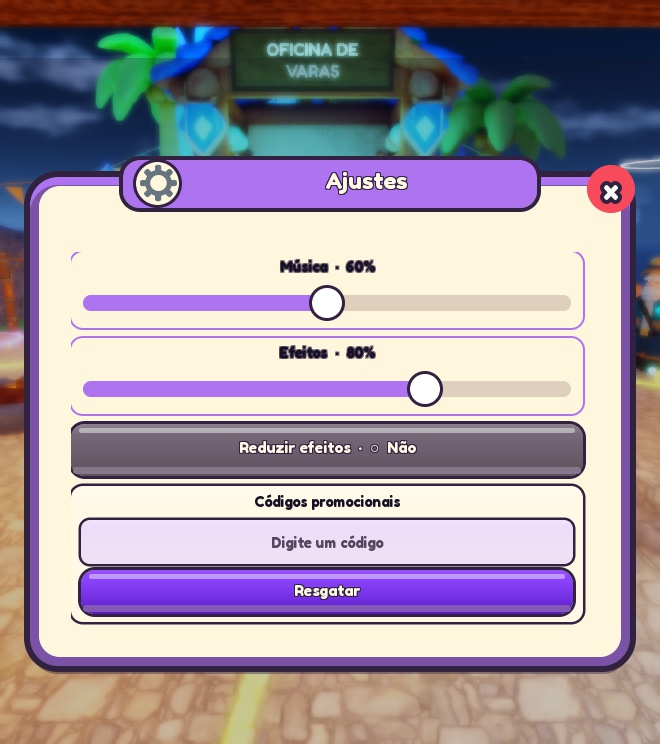 OFICINA DE
VARAS
Ajustes
Música · 60%
Efeitos · 80%
Reduzir efeitos · ○ Não
Códigos promocionais
Digite um código
Resgatar